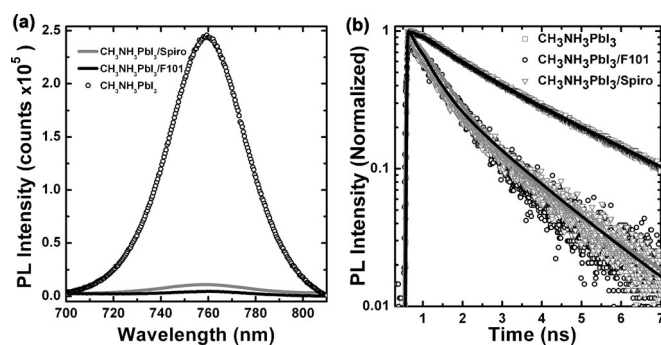 (a)
PL Intensity (counts x10⁵)
2.5
2.0
1.5
1.0
0.5
0.0
CH₃NH₃PbI₃/Spiro
CH₃NH₃PbI₃/F101
CH₃NH₃PbI₃
700 720 740 760 780 800
Wavelength (nm)
(b)
PL Intensity (Normalized)
1
0.1
0.01
CH₃NH₃PbI₃
CH₃NH₃PbI₃/F101
CH₃NH₃PbI₃/Spiro
1 2 3 4 5 6 7
Time (ns)